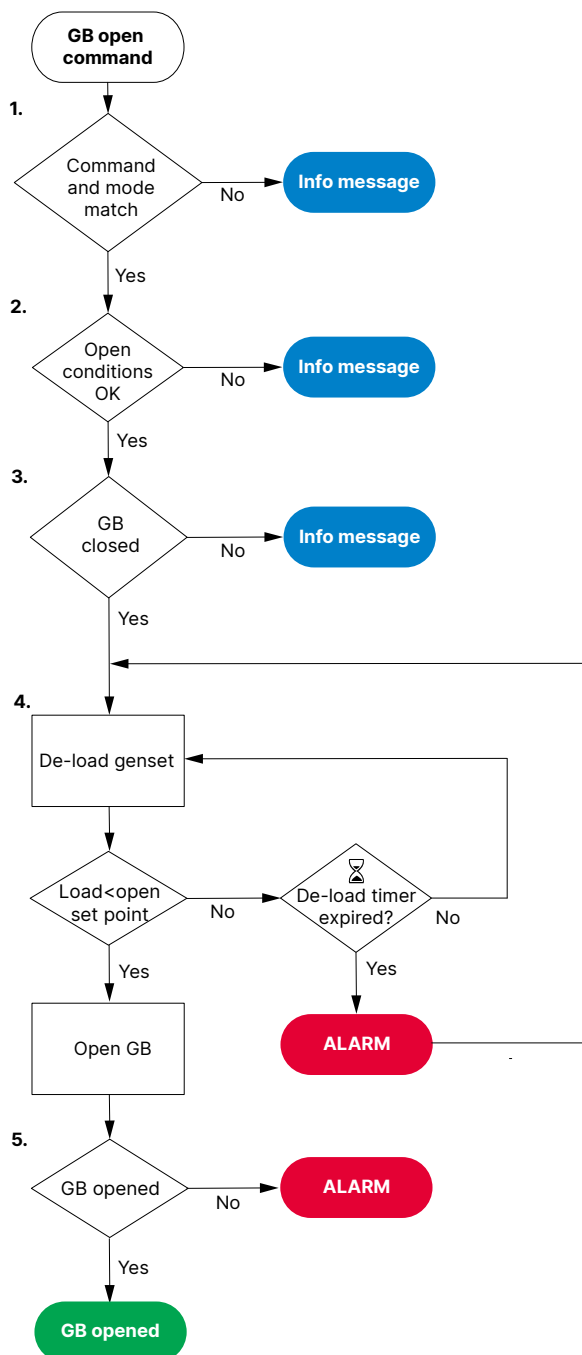 GB open
command
1.
Command
and mode
match
No
Info message
Yes
2.
Open
conditions
OK
No
Info message
Yes
3.
GB
closed
No
Info message
Yes
4.
De-load genset
Load<open
set point
No
De-load timer
expired?
No
Yes
Yes
Open GB
ALARM
5.
GB opened
No
ALARM
Yes
GB opened